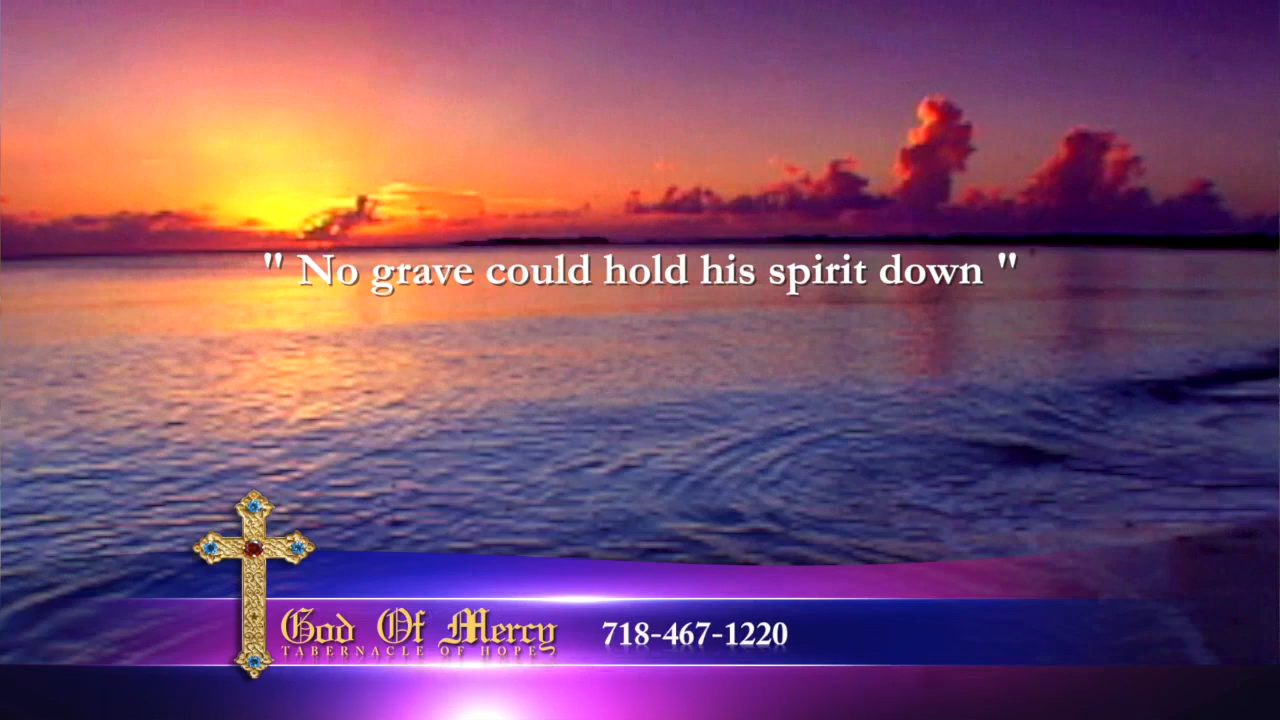 " No grave could hold his spirit down "
God Of Mercy
TABERNACLE OF HOPE
718-467-1220